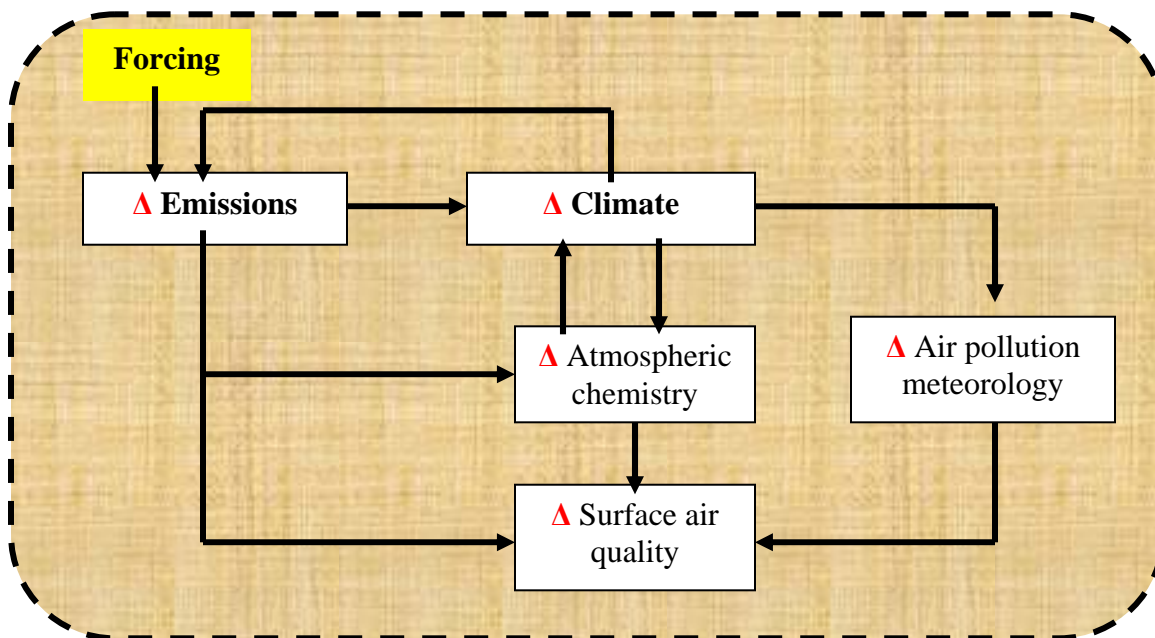 Forcing
Δ Emissions
Δ Climate
Δ Atmospheric
chemistry
Δ Air pollution
meteorology
Δ Surface air
quality